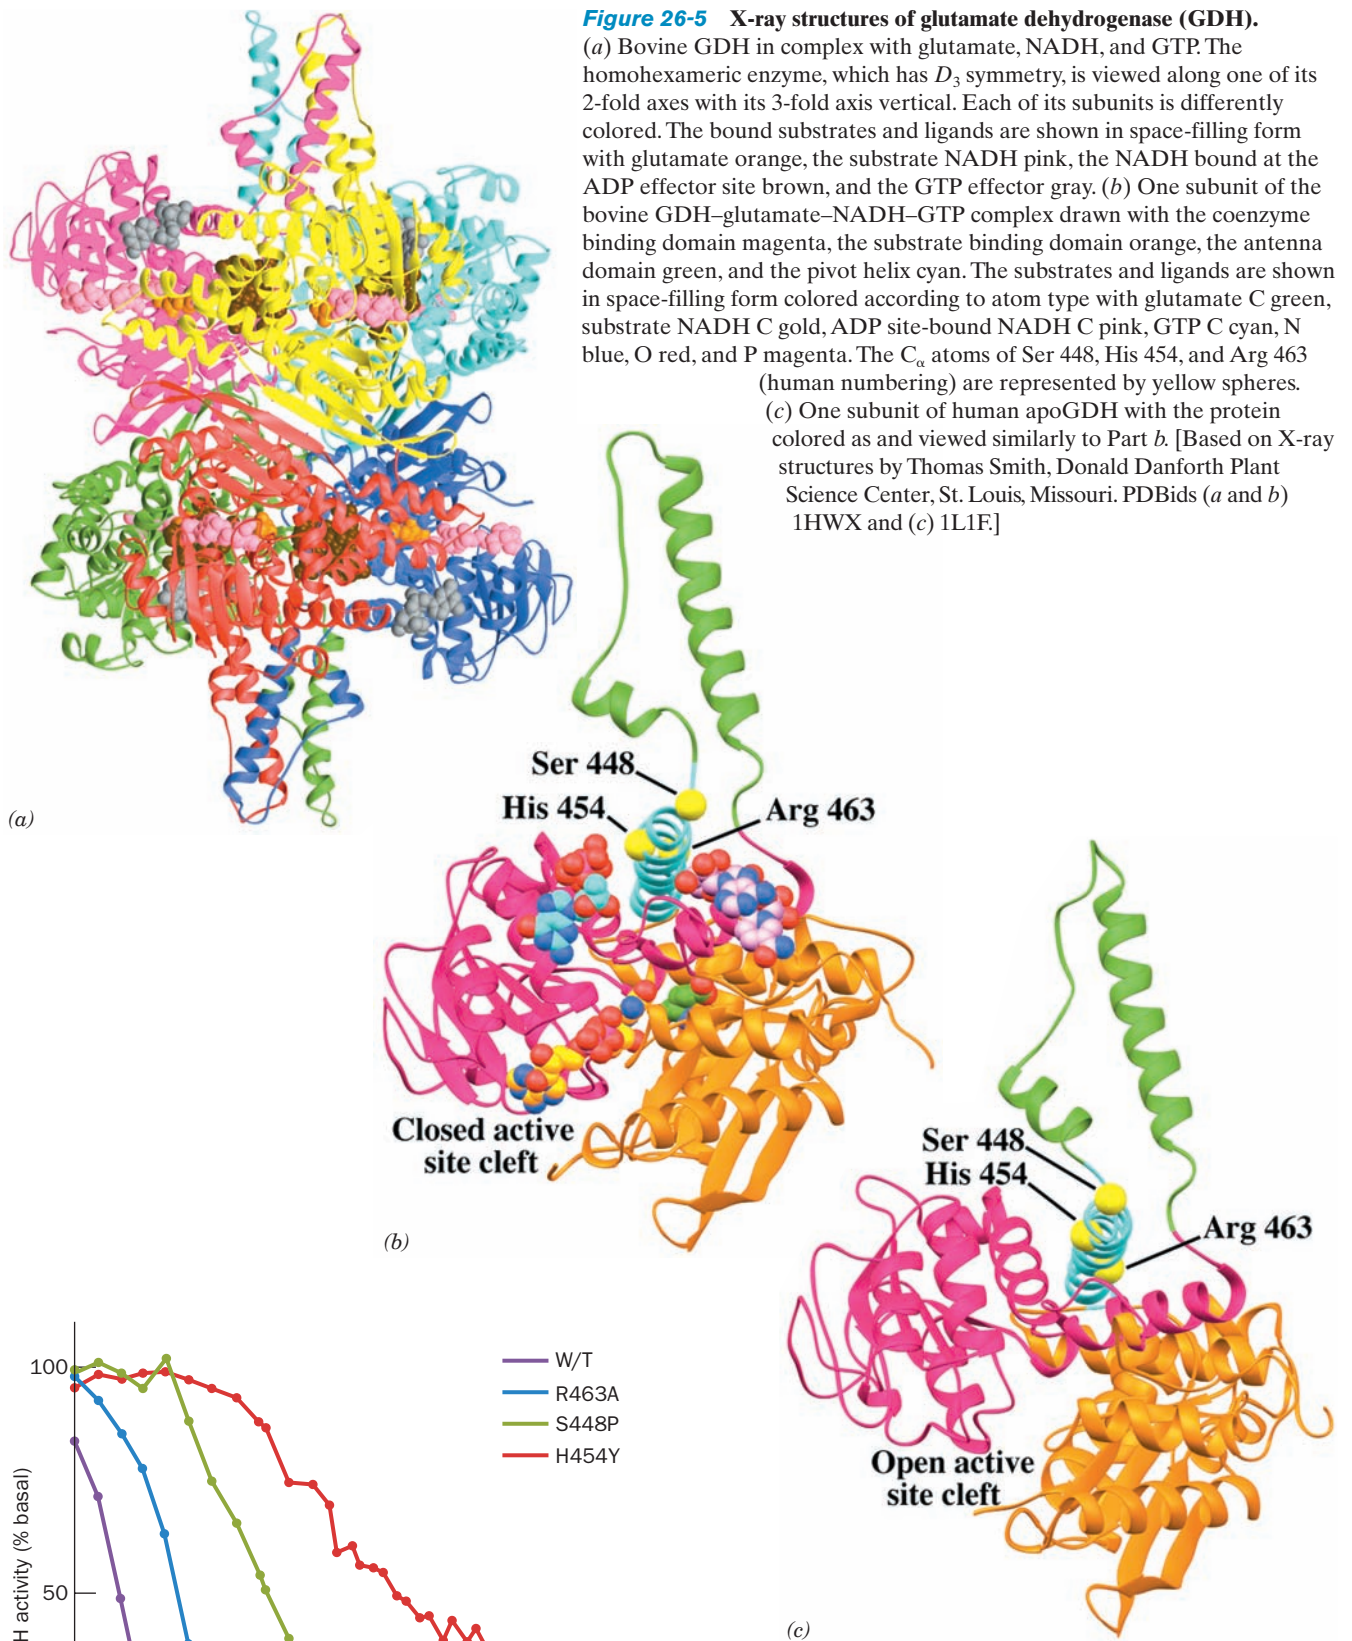 Figure 26-5 X-ray structures of glutamate dehydrogenase (GDH).
(a) Bovine GDH in complex with glutamate, NADH, and GTP. The
homohexameric enzyme, which has D3 symmetry, is viewed along one of its
2-fold axes with its 3-fold axis vertical. Each of its subunits is differently
colored. The bound substrates and ligands are shown in space-filling form
with glutamate orange, the substrate NADH pink, the NADH bound at the
ADP effector site brown, and the GTP effector gray. (b) One subunit of the
bovine GDH–glutamate–NADH–GTP complex drawn with the coenzyme
binding domain magenta, the substrate binding domain orange, the antenna
domain green, and the pivot helix cyan. The substrates and ligands are shown
in space-filling form colored according to atom type with glutamate C green,
substrate NADH C gold, ADP site-bound NADH C pink, GTP C cyan, N
blue, O red, and P magenta. The Cα atoms of Ser 448, His 454, and Arg 463
(human numbering) are represented by yellow spheres.
(c) One subunit of human apoGDH with the protein
colored as and viewed similarly to Part b. [Based on X-ray
structures by Thomas Smith, Donald Danforth Plant
Science Center, St. Louis, Missouri. PDBids (a and b)
1HWX and (c) 1L1F.]
(a)
Ser 448
His 454
Arg 463
Closed active
site cleft
(b)
Ser 448
His 454
Arg 463
Open active
site cleft
(c)
100
50
H activity (% basal)
W/T
R463A
S448P
H454Y